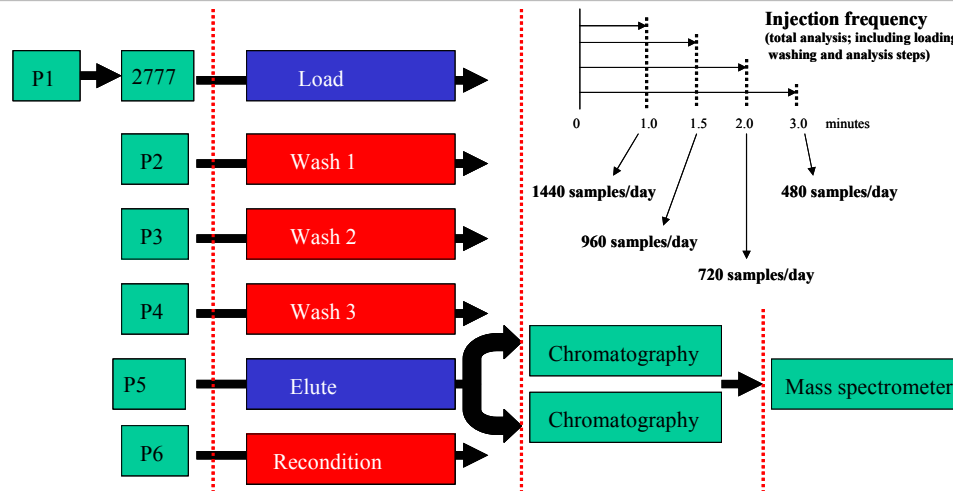 P1
2777
Load
P2
Wash 1
P3
Wash 2
P4
Wash 3
P5
Elute
P6
Recondition
Injection frequency
(total analysis; including loading
washing and analysis steps)
0 1.0 1.5 2.0 3.0 minutes
1440 samples/day
480 samples/day
960 samples/day
720 samples/day
Chromatography
Chromatography
Mass spectrometer